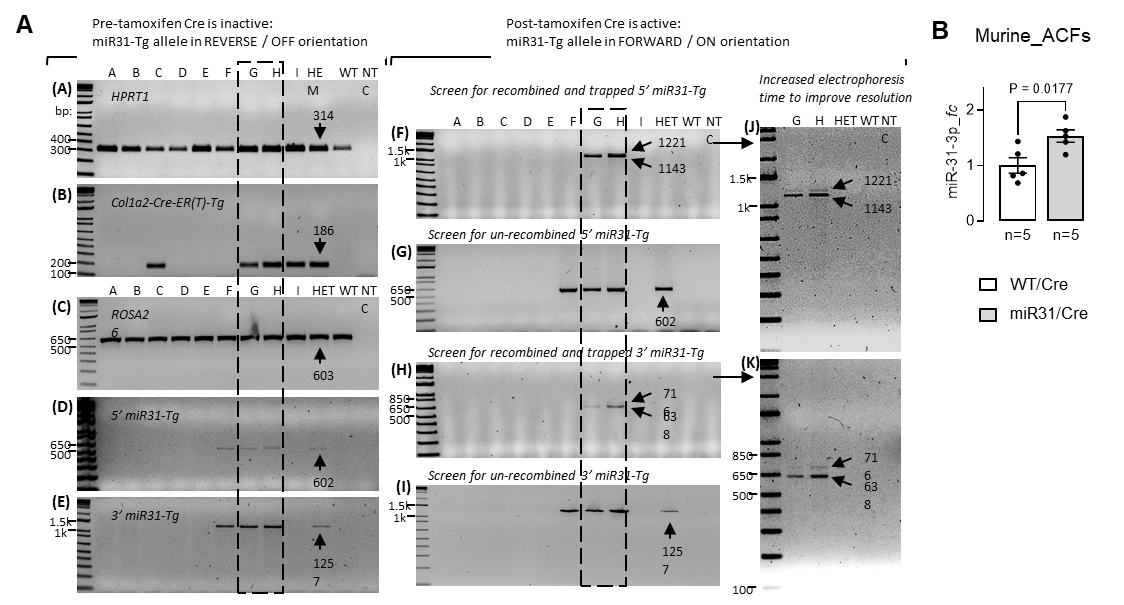 A
Pre-tamoxifen Cre is inactive:
miR31-Tg allele in REVERSE / OFF orientation
A B C D E F G H I HE WT NT
M C
(A)
bp:
400
300
HPRT1
314
(B)
200
100
Col1a2-Cre-ER(T)-Tg
186
A B C D E F G H I HET WT NT
C
(C)
650
500
ROSA2
6
603
(D)
650
500
5′ miR31-Tg
602
(E)
1.5k
1k
3′ miR31-Tg
125
7
Post-tamoxifen Cre is active:
miR31-Tg allele in FORWARD / ON orientation
Screen for recombined and trapped 5′ miR31-Tg
A B C D E F G H I HET WT NT
C
(F)
1.5k
1k
1221
1143
Screen for un-recombined 5′ miR31-Tg
(G)
650
500
602
Screen for recombined and trapped 3′ miR31-Tg
(H)
850
650
500
71
6
63
8
Screen for un-recombined 3′ miR31-Tg
(I)
1.5k
1k
125
7
Increased electrophoresis
time to improve resolution
(J)
G H HET WT NT
C
1.5k
1k
1221
1143
(K)
850
650
500
100
71
6
63
8
B
Murine_ACFs
P = 0.0177
miR-31-3p_fc
2
1
0
n=5 n=5
WT/Cre
miR31/Cre